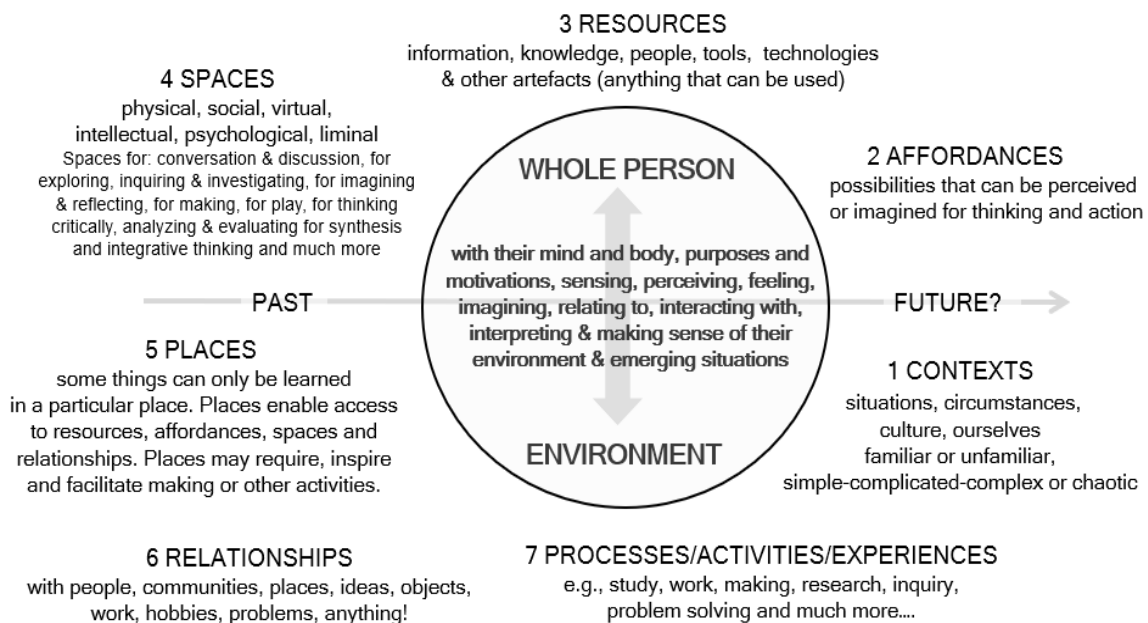 3 RESOURCES
information, knowledge, people, tools, technologies
& other artefacts (anything that can be used)
4 SPACES
physical, social, virtual,
intellectual, psychological, liminal
Spaces for: conversation & discussion, for
exploring, inquiring & investigating, for imagining
& reflecting, for making, for play, for thinking
critically, analyzing & evaluating for synthesis
and integrative thinking and much more
WHOLE PERSON
2 AFFORDANCES
possibilities that can be perceived
or imagined for thinking and action
with their mind and body, purposes and
motivations, sensing, perceiving, feeling,
imagining, relating to, interacting with,
interpreting & making sense of their
environment & emerging situations
PAST
FUTURE?
5 PLACES
some things can only be learned
in a particular place. Places enable access
to resources, affordances, spaces and
relationships. Places may require, inspire
and facilitate making or other activities.
ENVIRONMENT
1 CONTEXTS
situations, circumstances,
culture, ourselves
familiar or unfamiliar,
simple-complicated-complex or chaotic
6 RELATIONSHIPS
with people, communities, places, ideas, objects,
work, hobbies, problems, anything!
7 PROCESSES/ACTIVITIES/EXPERIENCES
e.g., study, work, making, research, inquiry,
problem solving and much more....